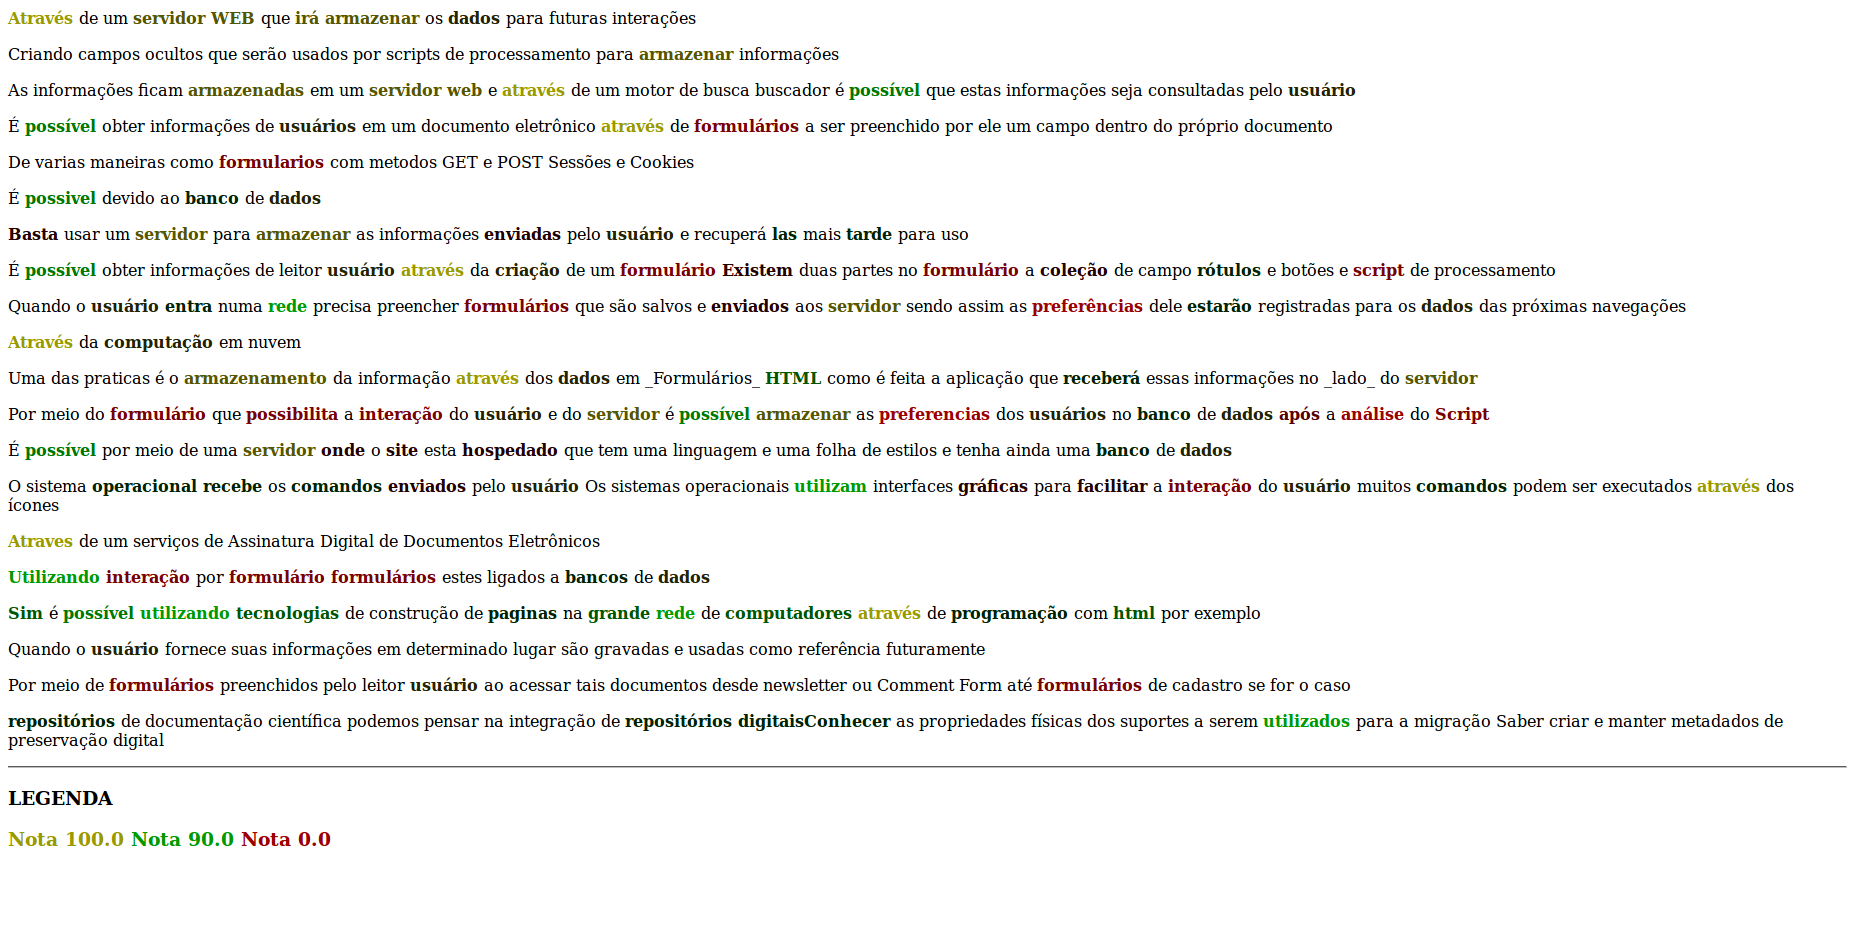 Através de um servidor WEB que irá armazenar os dados para futuras interações
Criando campos ocultos que serão usados por scripts de processamento para armazenar informações
As informações ficam armazenadas em um servidor web e através de um motor de busca buscador é possível que estas informações seja consultadas pelo usuário
É possível obter informações de usuários em um documento eletrônico através de formulários a ser preenchido por ele um campo dentro do próprio documento
De varias maneiras como formularios com metodos GET e POST Sessões e Cookies
É possivel devido ao banco de dados
Basta usar um servidor para armazenar as informações enviadas pelo usuário e recuperá las mais tarde para uso
É possível obter informações de leitor usuário através da criação de um formulário Existem duas partes no formulário a coleção de campo rótulos e botões e script de processamento
Quando o usuário entra numa rede precisa preencher formulários que são salvos e enviados aos servidor sendo assim as preferências dele estarão registradas para os dados das próximas navegações
Através da computação em nuvem
Uma das praticas é o armazenamento da informação através dos dados em _Formulários_ HTML como é feita a aplicação que receberá essas informações no _lado_ do servidor
Por meio do formulário que possibilita a interação do usuário e do servidor é possível armazenar as preferencias dos usuários no banco de dados após a análise do Script
É possível por meio de uma servidor onde o site esta hospedado que tem uma linguagem e uma folha de estilos e tenha ainda uma banco de dados
O sistema operacional recebe os comandos enviados pelo usuário Os sistemas operacionais utilizam interfaces gráficas para facilitar a interação do usuário muitos comandos podem ser executados através dos
ícones
Atraves de um serviços de Assinatura Digital de Documentos Eletrônicos
Utilizando interação por formulário formulários estes ligados a bancos de dados
Sim é possível utilizando tecnologias de construção de paginas na grande rede de computadores através de programação com html por exemplo
Quando o usuário fornece suas informações em determinado lugar são gravadas e usadas como referência futuramente
Por meio de formulários preenchidos pelo leitor usuário ao acessar tais documentos desde newsletter ou Comment Form até formulários de cadastro se for o caso
repositórios de documentação científica podemos pensar na integração de repositórios digitaisConhecer as propriedades físicas dos suportes a serem utilizados para a migração Saber criar e manter metadados de
preservação digital
LEGENDA
Nota 100.0 Nota 90.0 Nota 0.0